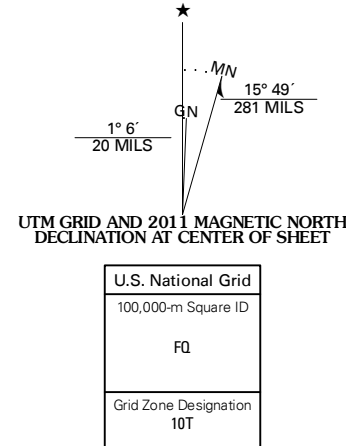 MN
15° 49´
281 MILS
GN
1° 6´
20 MILS
UTM GRID AND 2011 MAGNETIC NORTH
DECLINATION AT CENTER OF SHEET
U.S. National Grid
100,000-m Square ID
FQ
Grid Zone Designation
10T